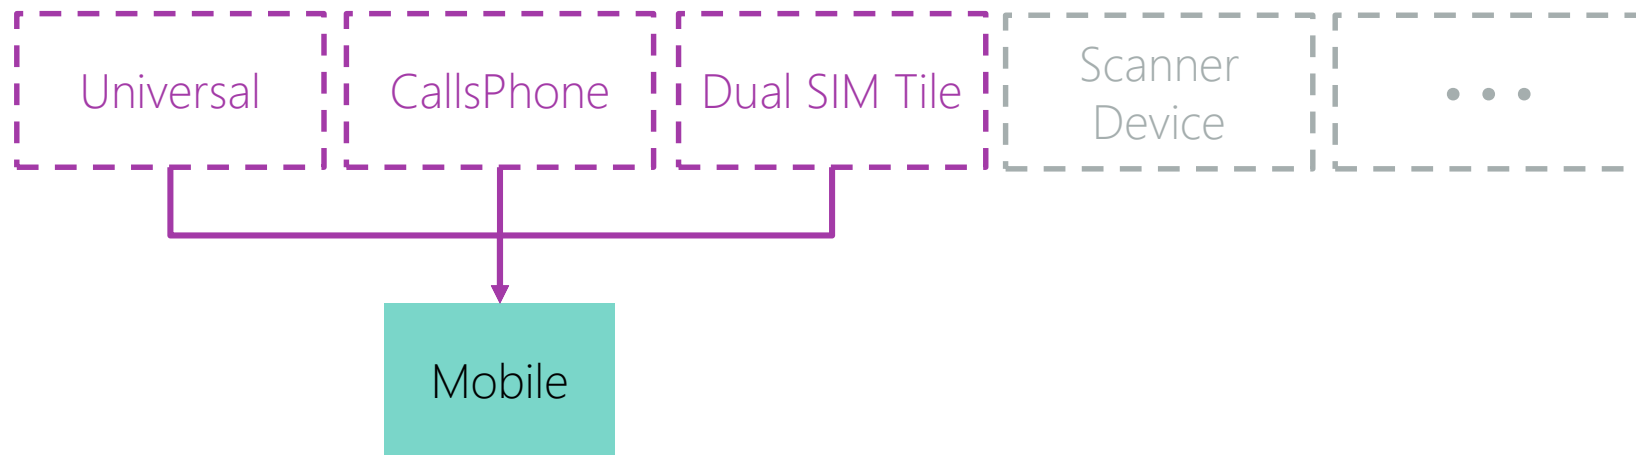 Universal
CallsPhone
Dual SIM Tile
Scanner
Device
...
Mobile